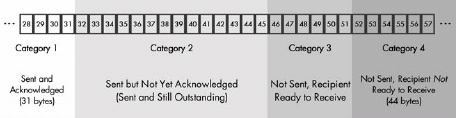 ... 28 29 30 31 32 33 34 35 36 37 38 39 40 41 42 43 44 45 46 47 48 49 50 51 52 53 54 55 56 57 ...
Category 1 Category 2 Category 3 Category 4
Sent and
Acknowledged
(31 bytes)
Sent but Not Yet Acknowledged
(Sent and Still Outstanding)
Not Sent, Recipient
Ready to Receive
Not Sent, Recipient Not
Ready to Receive
(44 bytes)